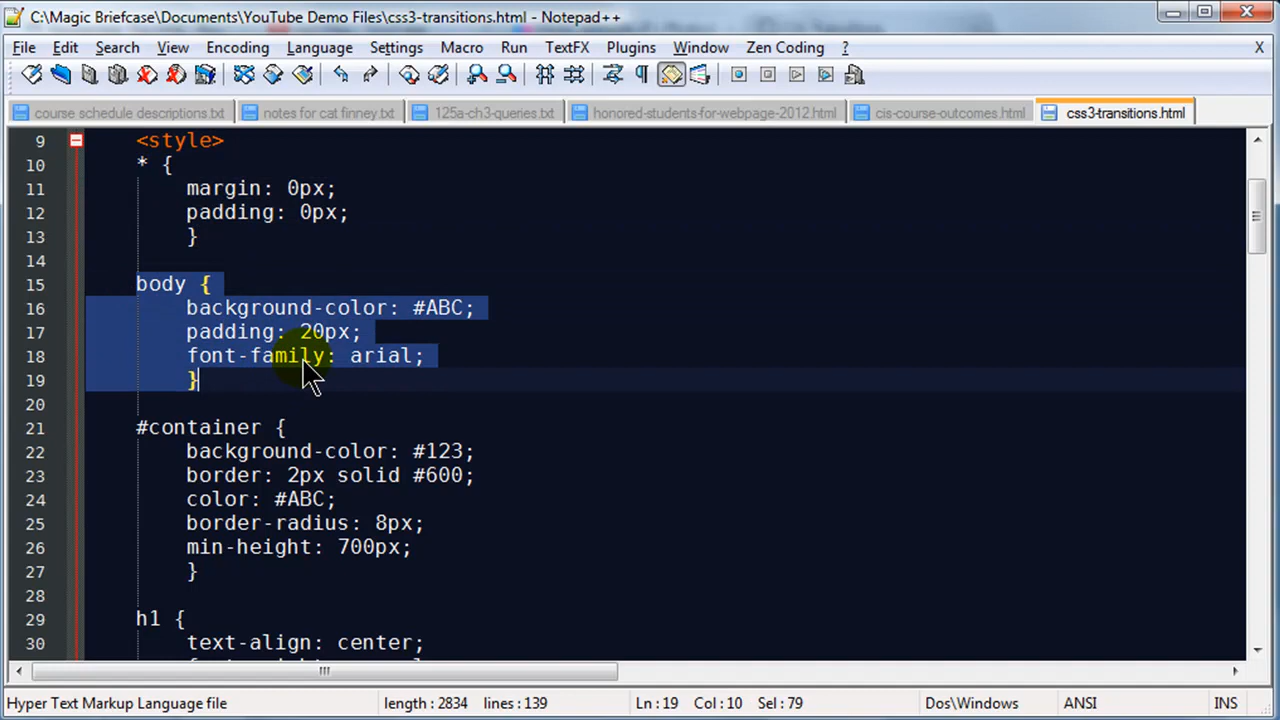 C:\Magic Briefcase\Documents\YouTube Demo Files\css3-transitions.html - Notepad++
File Edit Search View Encoding Language Settings Macro Run TextFX Plugins Window Zen Coding ? X
course schedule descriptions.txt notes for cat finney.txt 125a-ch3-queries.txt honored-students-for-webpage-2012.html cis-course-outcomes.html css3-transitions.html
9 <style>
10 * {
11 margin: 0px;
12 padding: 0px;
13 }
14
15 body {
16 background-color: #ABC;
17 padding: 20px;
18 font-family: arial;
19 }
20
21 #container {
22 background-color: #123;
23 border: 2px solid #600;
24 color: #ABC;
25 border-radius: 8px;
26 min-height: 700px;
27 }
28
29 h1 {
30 text-align: center;
Hyper Text Markup Language file length : 2834 lines : 139 Ln : 19 Col : 10 Sel : 79 Dos\Windows ANSI INS